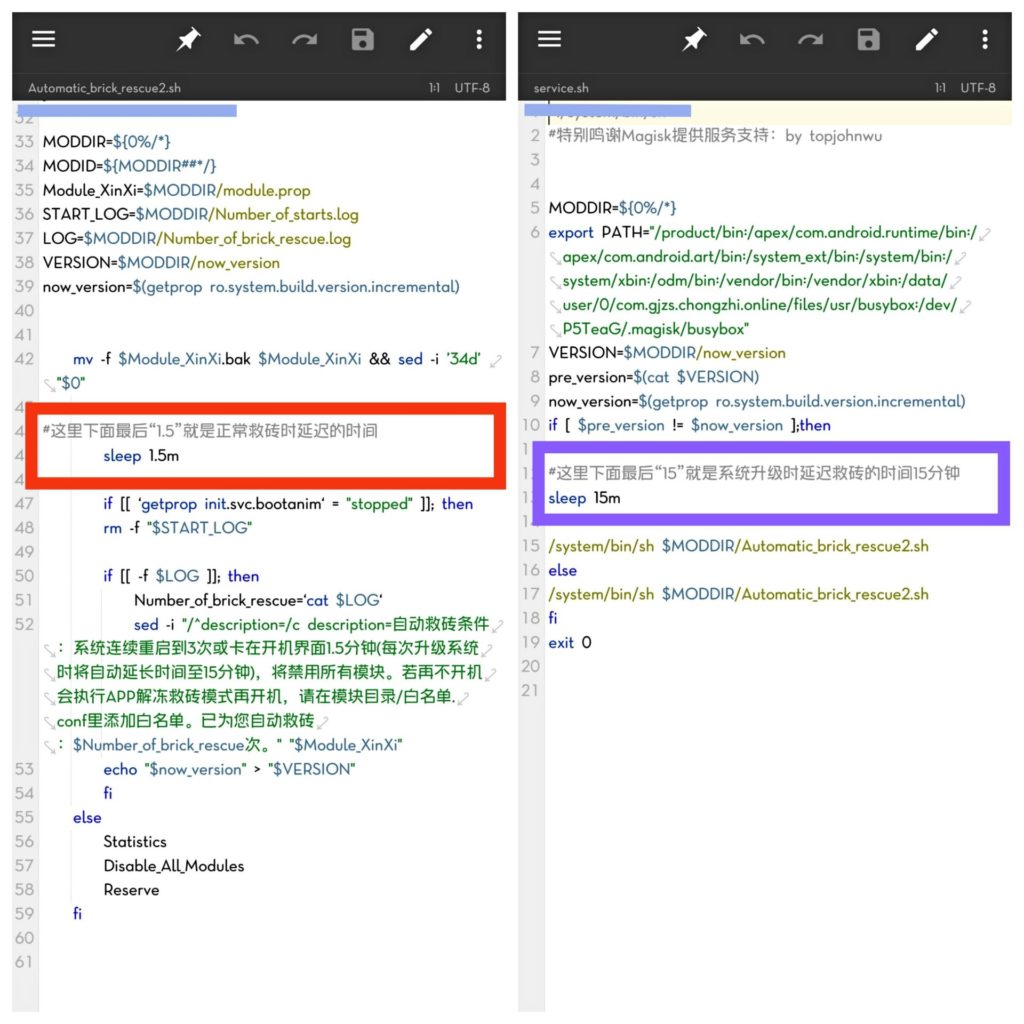 Automatic_brick_rescue2.sh
1:1 UTF-8
32
33 MODDIR=${0%/*}
34 MODID=${MODDIR##*/}
35 Module_XinXi=$MODDIR/module.prop
36 START_LOG=$MODDIR/Number_of_starts.log
37 LOG=$MODDIR/Number_of_brick_rescue.log
38 VERSION=$MODDIR/now_version
39 now_version=$(getprop ro.system.build.version.incremental)
40
41
42 mv -f $Module_XinXi.bak $Module_XinXi && sed -i '34d'
"$0"
#这里下面最后“1.5”就是正常救砖时延迟的时间
sleep 1.5m
47 if [[ `getprop init.svc.bootanim` = "stopped" ]]; then
48 rm -f "$START_LOG"
49
50 if [[ -f $LOG ]]; then
51 Number_of_brick_rescue=`cat $LOG`
52 sed -i "/^description=/c description=自动救砖条件
：系统连续重启到3次或卡在开机界面1.5分钟(每次升级系统
时将自动延长时间至15分钟)，将禁用所有模块。若再不开机
会执行APP解冻救砖模式再开机，请在模块目录/白名单.
conf里添加白名单。已为您自动救砖
：$Number_of_brick_rescue次。" "$Module_XinXi"
53 echo "$now_version" > "$VERSION"
54 fi
55 else
56 Statistics
57 Disable_All_Modules
58 Reserve
59 fi
60
61
service.sh
1:1 UTF-8
2 #特别鸣谢Magisk提供服务支持：by topjohnwu
3
4
5 MODDIR=${0%/*}
6 export PATH="/product/bin:/apex/com.android.runtime/bin:/
apex/com.android.art/bin:/system_ext/bin:/system/bin:/
system/xbin:/odm/bin:/vendor/bin:/vendor/xbin:/data/
user/0/com.gjzs.chongzhi.online/files/usr/busybox:/dev/
P5TeaG/.magisk/busybox"
7 VERSION=$MODDIR/now_version
8 pre_version=$(cat $VERSION)
9 now_version=$(getprop ro.system.build.version.incremental)
10 if [ $pre_version != $now_version ];then
#这里下面最后“15”就是系统升级时延迟救砖的时间15分钟
sleep 15m
14
15 /system/bin/sh $MODDIR/Automatic_brick_rescue2.sh
16 else
17 /system/bin/sh $MODDIR/Automatic_brick_rescue2.sh
18 fi
19 exit 0
20
21